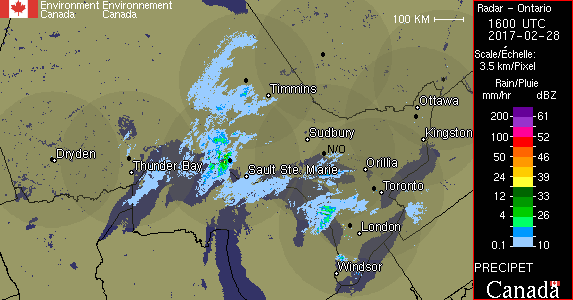 Environment Environnement
Canada Canada
100 KM
Timmins
Ottawa
Sudbury
Kingston
N/O
Dryden
Thunder Bay
Sault Ste. Marie
Orillia
Toronto
London
Windsor
Radar - Ontario
1600 UTC
2017-02-28
Scale/Échelle:
3.5 km/Pixel
Rain/Pluie
mm/hr dBZ
200 61
100 52
50 46
24 39
12 33
4 26
0.1 10
PRECIPET
Canada